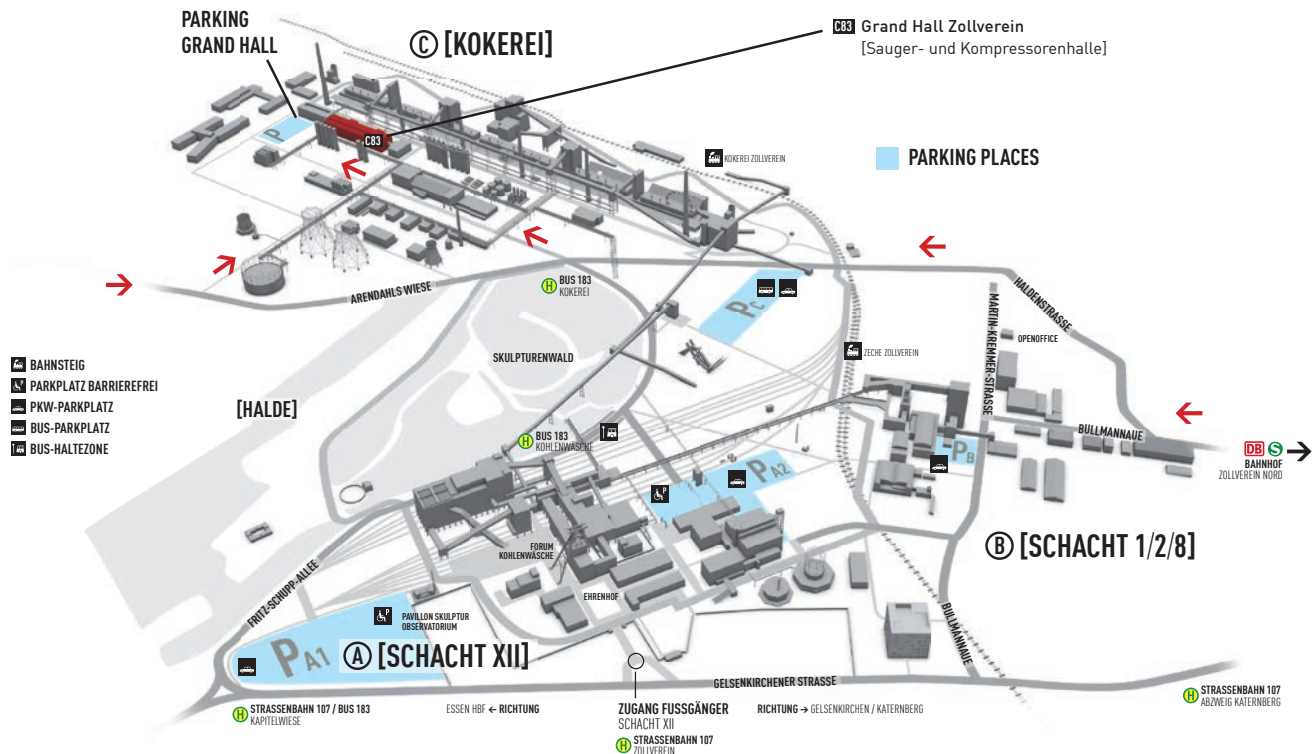 PARKING
GRAND HALL
Ⓒ [KOKEREI]
C83 Grand Hall Zollverein
[Sauger- und Kompressorenhalle]
P
C83
KOKEREI ZOLLVEREIN
PARKING PLACES
ARENDAHLS WIESE
H BUS 183
KOKEREI
PC
HALDENSTRASSE
MARTIN-KREMMER-STRASSE
OPENOFFICE
SKULPTURENWALD
ZECHE ZOLLVEREIN
BAHNSTEIG
PARKPLATZ BARRIEREFREI
PKW-PARKPLATZ
BUS-PARKPLATZ
BUS-HALTEZONE
[HALDE]
H BUS 183
KOHLENWÄSCHE
BULLMANNAUE
DB S →
BAHNHOF
ZOLLVEREIN NORD
PB
PA2
P
FORUM
KOHLENWÄSCHE
Ⓑ [SCHACHT 1/2/8]
EHRENHOF
FRITZ-SCHUPP-ALLEE
P
PAVILLON SKULPTUR
OBSERVATORIUM
BULLMANNAUE
PA1
Ⓐ [SCHACHT XII]
GELSENKIRCHENER STRASSE
H STRASSENBAHN 107 / BUS 183
KAPITELWIESE
ESSEN HBF ← RICHTUNG
ZUGANG FUSSGÄNGER
SCHACHT XII
H STRASSENBAHN 107
ZOLLVEREIN
RICHTUNG → GELSENKIRCHEN / KATERNBERG
H STRASSENBAHN 107
ABZWEIG KATERNBERG